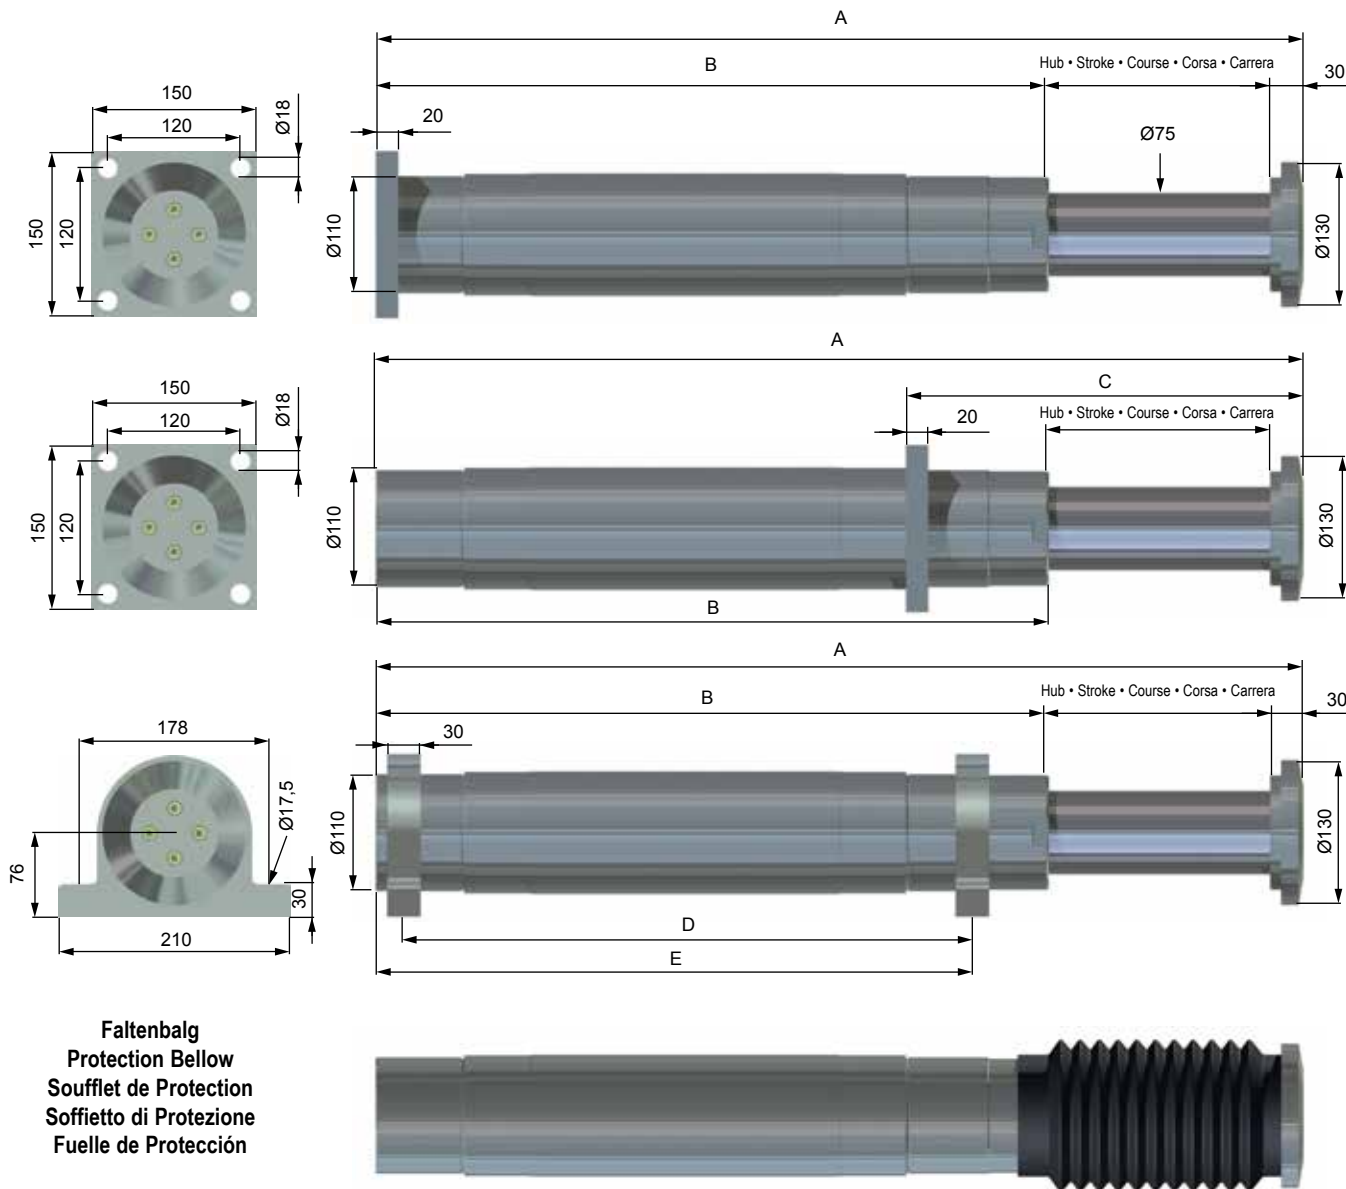 A
B
Hub • Stroke • Course • Corsa • Carrera
30
150
120
Ø18
20
Ø75
150
120
Ø110
Ø130
A
150
C
120
Ø18
20
Hub • Stroke • Course • Corsa • Carrera
150
120
Ø110
Ø130
B
A
B
Hub • Stroke • Course • Corsa • Carrera
30
178
30
Ø17,5
76
30
Ø110
Ø130
210
D
E
Faltenbalg
Protection Bellow
Soufflet de Protection
Soffietto di Protezione
Fuelle de Protección